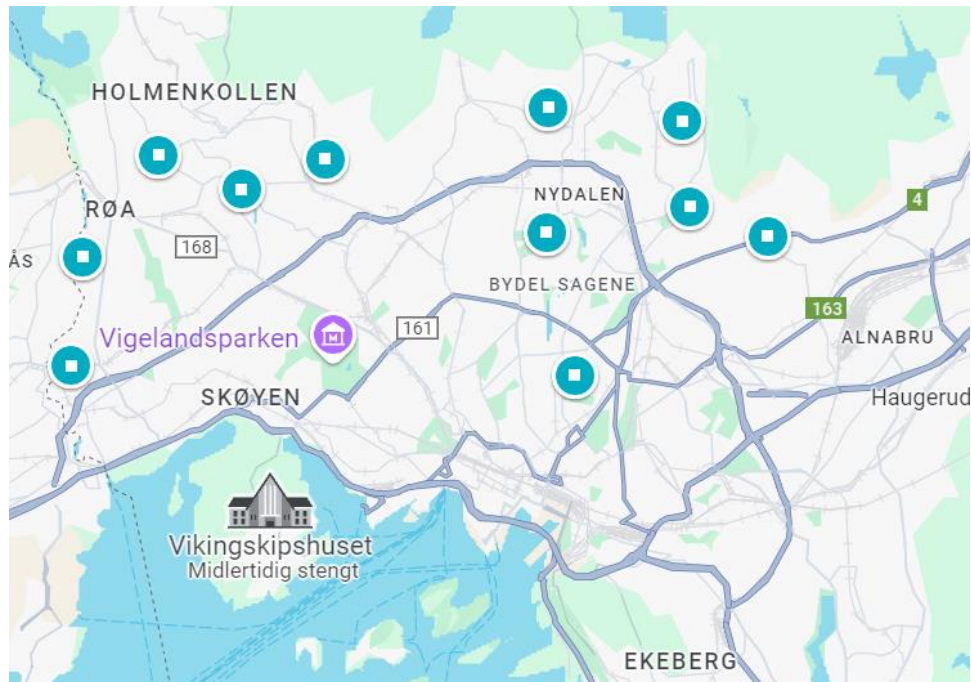 HOLMENKOLLEN
NYDALEN
4
RØA
168
ÅS
BYDEL SAGENE
163
Vigelandsparken
161
ALNABRU
SKØYEN
Haugerud
Vikingskipshuset
Midlertidig stengt
EKEBERG